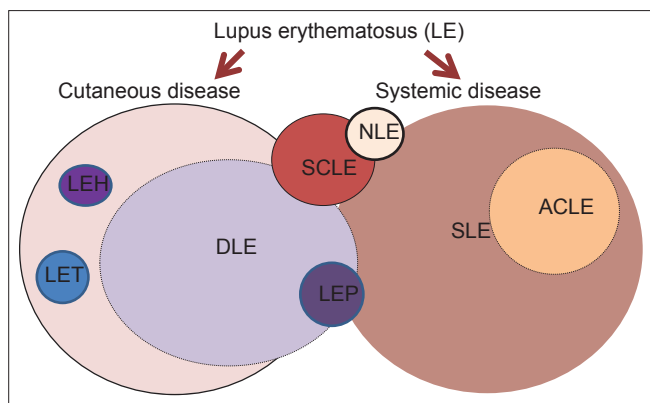 Lupus erythematosus (LE)
Cutaneous disease
Systemic disease
NLE
SCLE
LEH
ACLE
SLE
DLE
LET
LEP